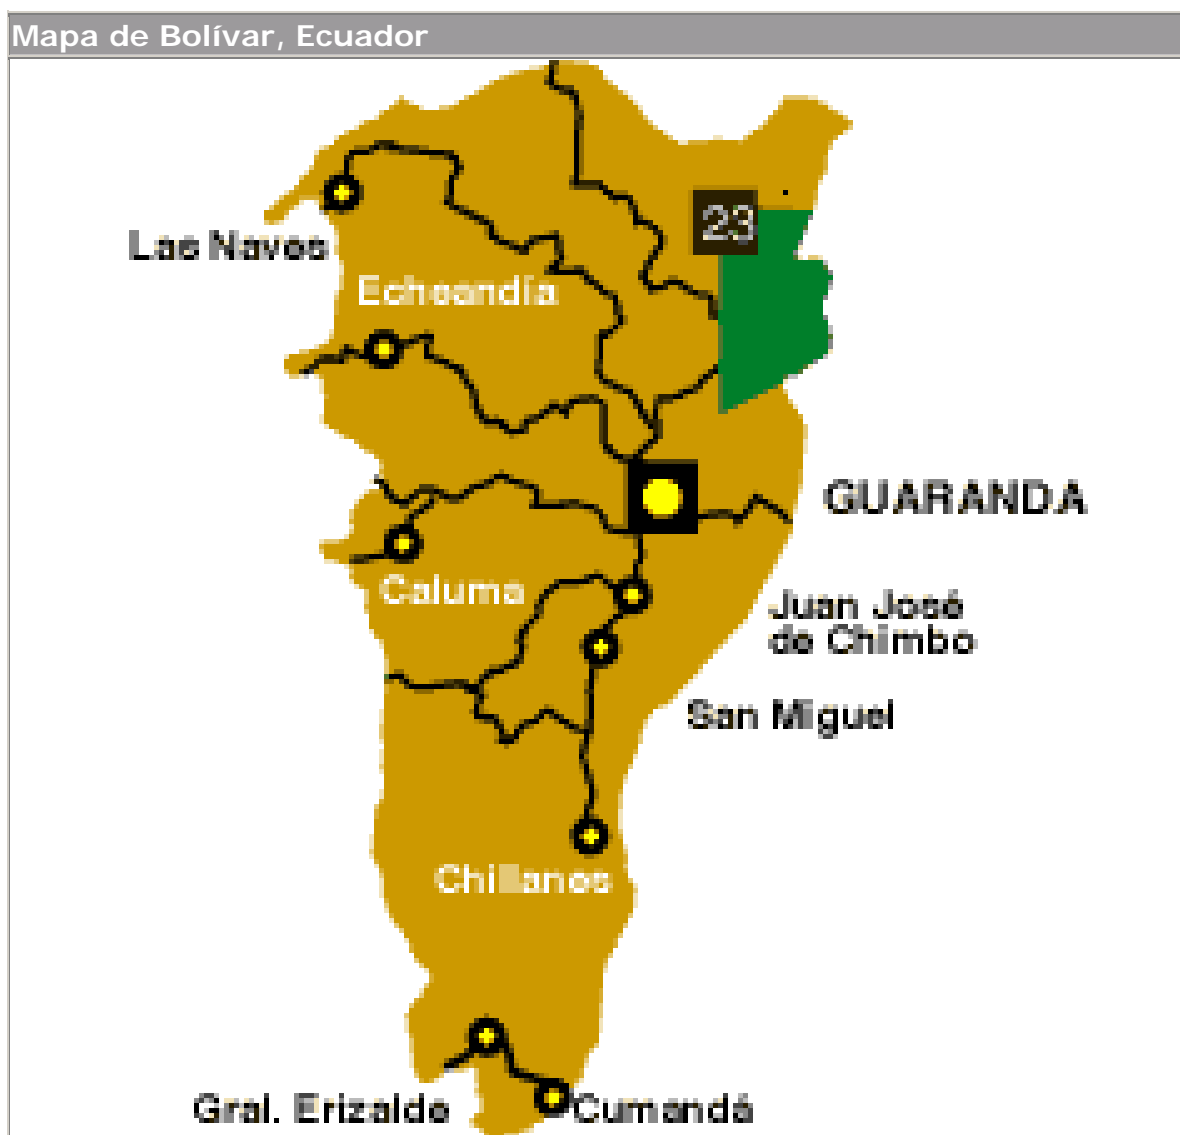 Mapa de Bolívar, Ecuador
23
Las Naves
Echeandía
GUARANDA
Caluma
Juan José
de Chimbo
San Miguel
Chillanes
Gral. Erizalde
Cumandá